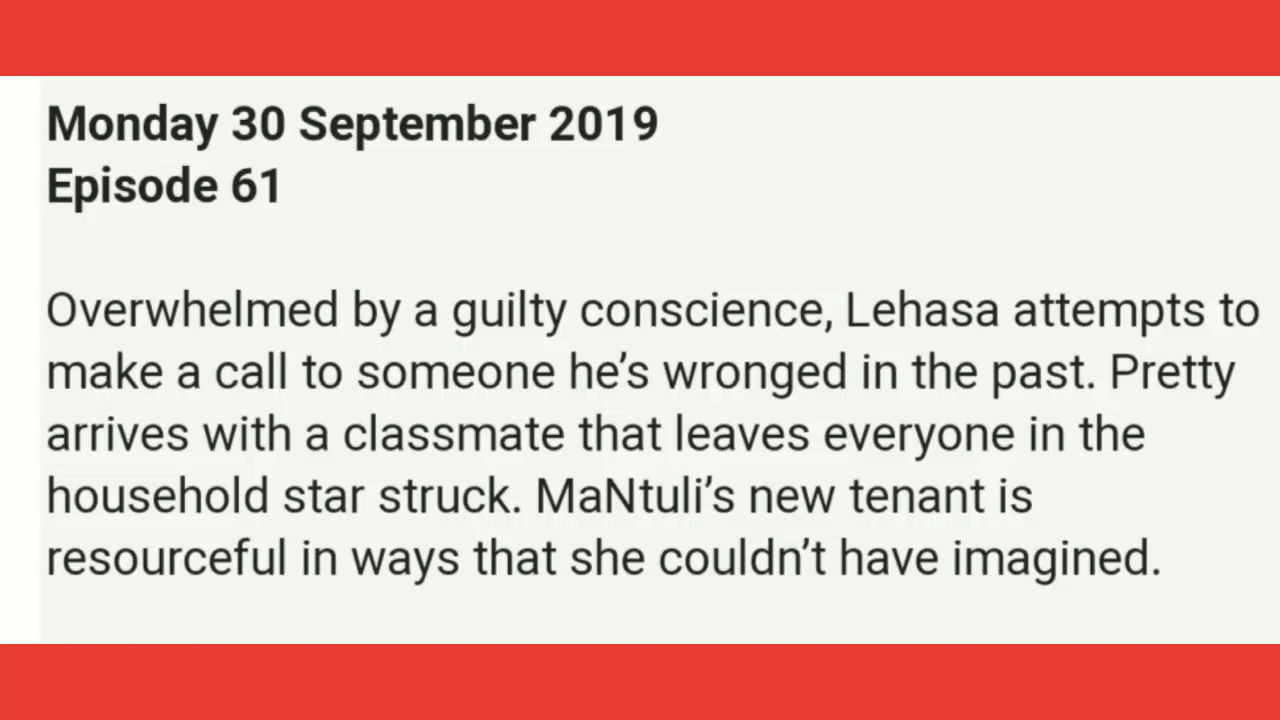 Monday 30 September 2019
Episode 61
Overwhelmed by a guilty conscience, Lehasa attempts to
make a call to someone he’s wronged in the past. Pretty
arrives with a classmate that leaves everyone in the
household star struck. MaNtuli’s new tenant is
resourceful in ways that she couldn’t have imagined.